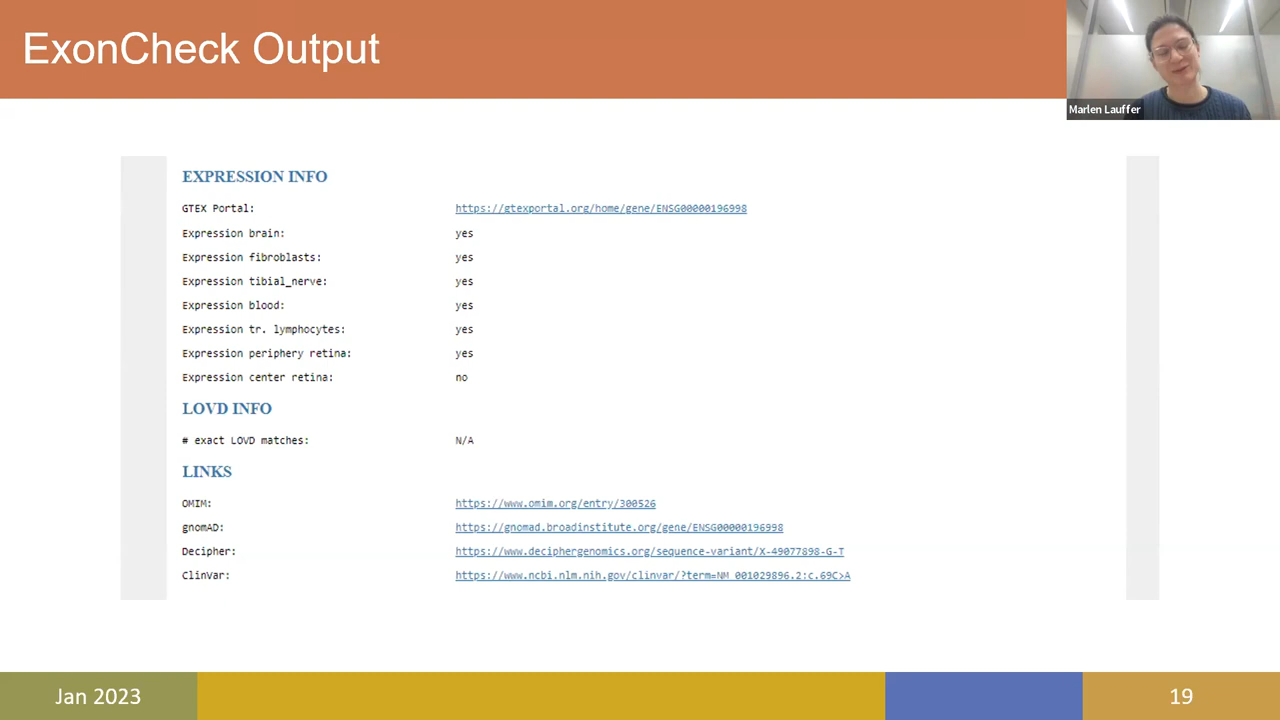 ExonCheck Output
Marlen Lauffer
EXPRESSION INFO
GTEX Portal: https://gtexportal.org/home/gene/ENSG00000196998
Expression brain: yes
Expression fibroblasts: yes
Expression tibial_nerve: yes
Expression blood: yes
Expression tr. lymphocytes: yes
Expression periphery retina: yes
Expression center retina: no
LOVD INFO
# exact LOVD matches: N/A
LINKS
OMIM: https://www.omim.org/entry/300526
gnomAD: https://gnomad.broadinstitute.org/gene/ENSG00000196998
Decipher: https://www.deciphergenomics.org/sequence-variant/X-49077898-G-T
ClinVar: https://www.ncbi.nlm.nih.gov/clinvar/?term=NM_001029896.2:c.69C>A
Jan 2023
19